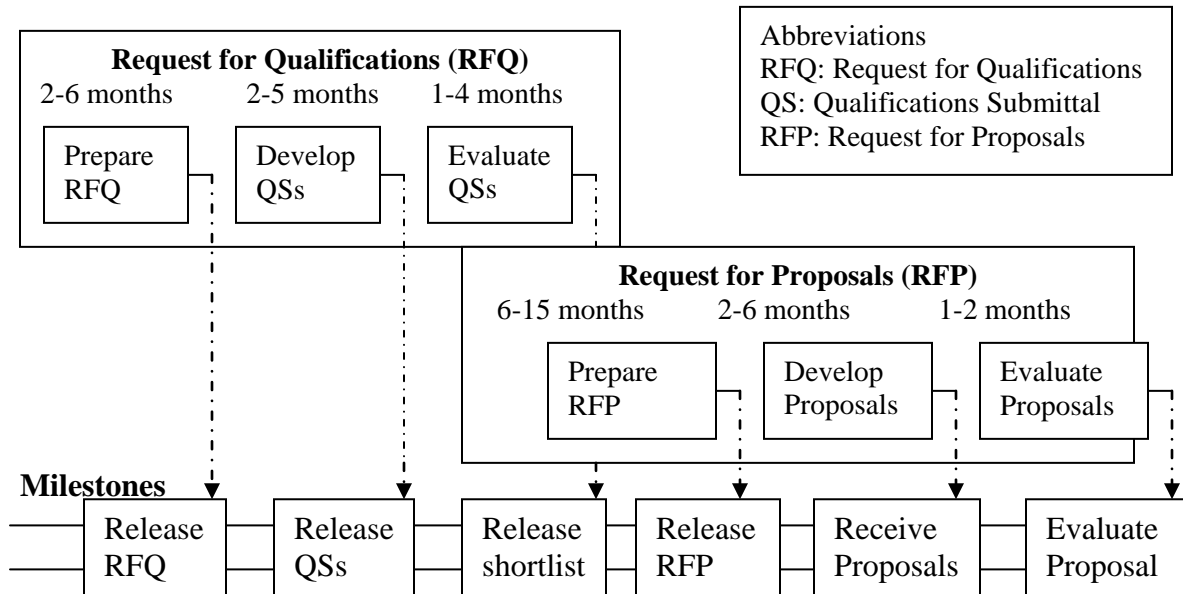 Request for Qualifications (RFQ)
2-6 months
2-5 months
1-4 months
Prepare
RFQ
Develop
QSs
Evaluate
QSs
Abbreviations
RFQ: Request for Qualifications
QS: Qualifications Submittal
RFP: Request for Proposals
Request for Proposals (RFP)
6-15 months
2-6 months
1-2 months
Prepare
RFP
Develop
Proposals
Evaluate
Proposals
Milestones
Release
RFQ
Release
QSs
Release
shortlist
Release
RFP
Receive
Proposals
Evaluate
Proposal